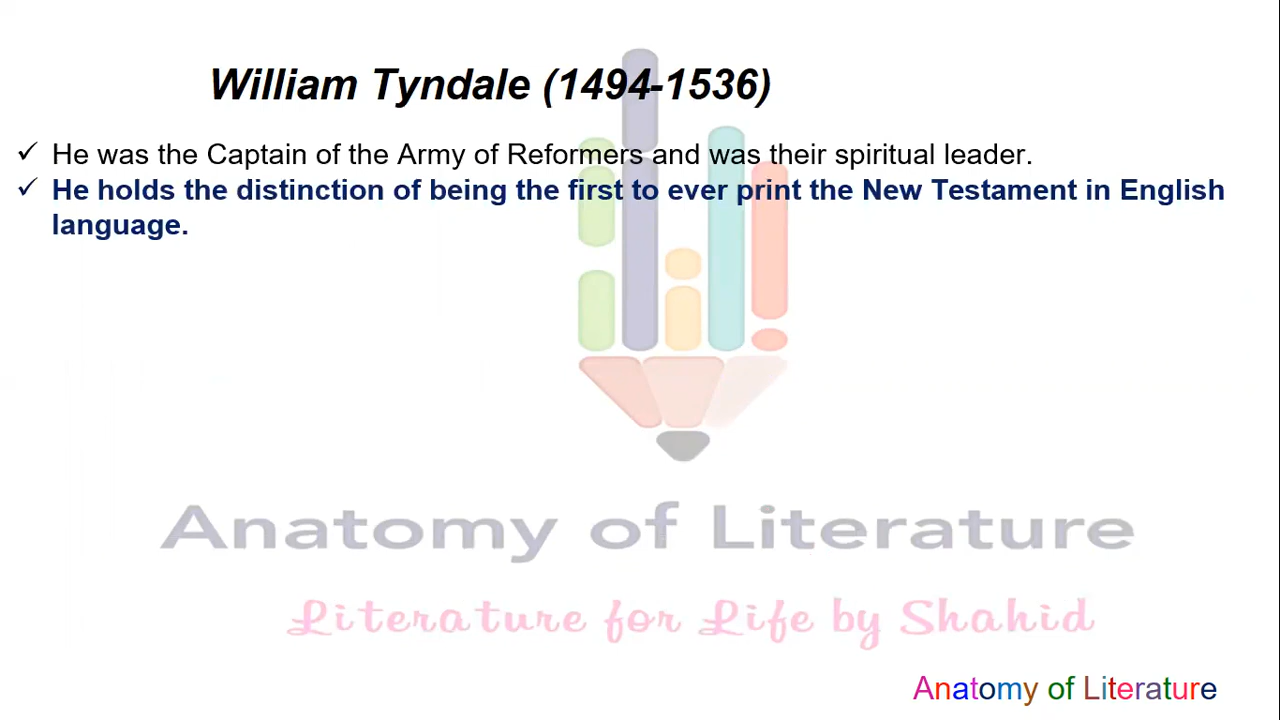 William Tyndale (1494-1536)
✓ He was the Captain of the Army of Reformers and was their spiritual leader.
✓ He holds the distinction of being the first to ever print the New Testament in English
language.
Anatomy of Literature
Literature for Life by Shahid
Anatomy of Literature